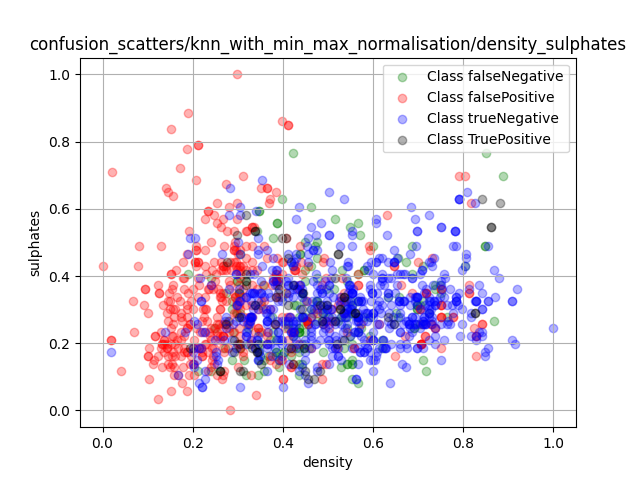 confusion_scatters/knn_with_min_max_normalisation/density_sulphates
Class falseNegative
Class falsePositive
Class trueNegative
Class TruePositive
sulphates
1.0
0.8
0.6
0.4
0.2
0.0
0.0 0.2 0.4 0.6 0.8 1.0
density